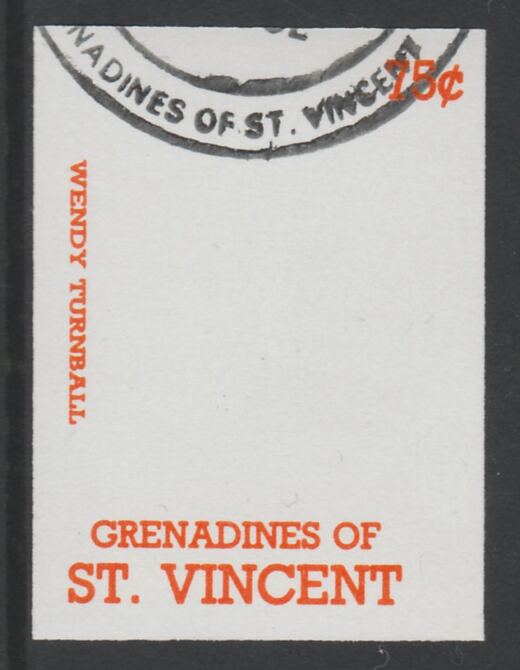 NADINES OF ST. VINCENT
75¢
WENDY TURNBALL
GRENADINES OF
ST. VINCENT